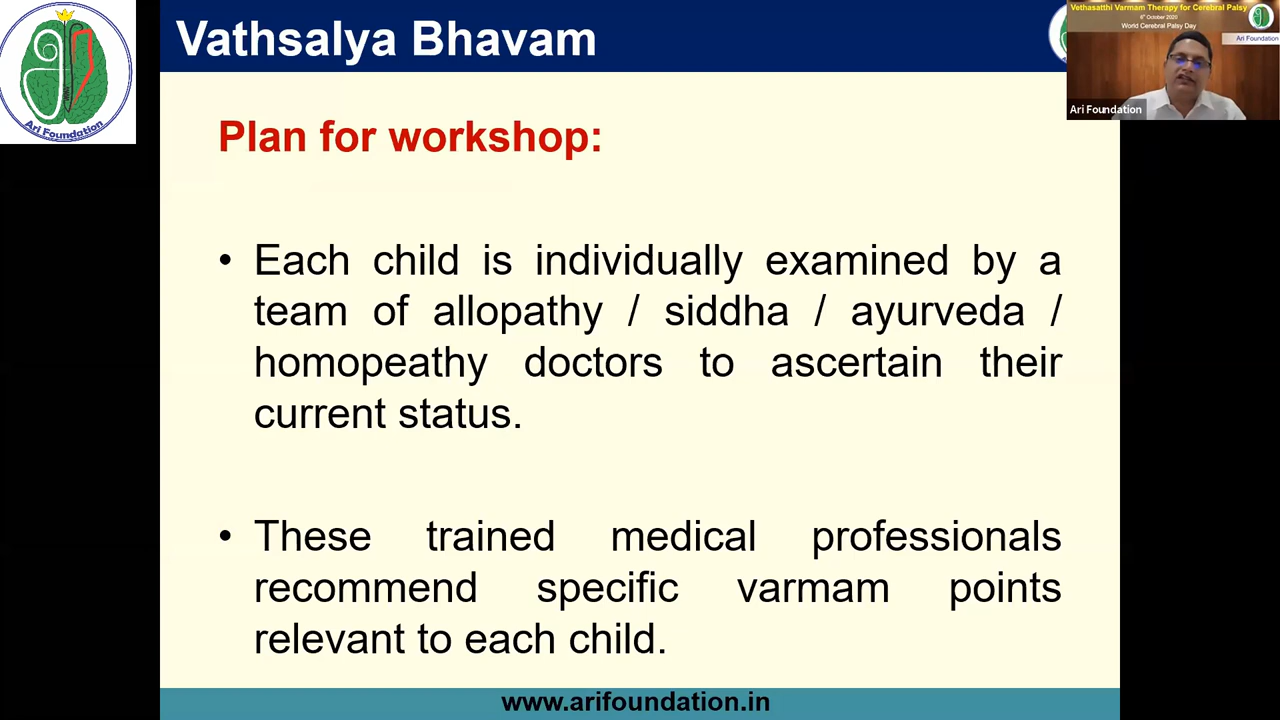 Vathsalya Bhavam
Plan for workshop:
• Each child is individually examined by a
team of allopathy / siddha / ayurveda /
homopeathy doctors to ascertain their
current status.
• These trained medical professionals
recommend specific varmam points
relevant to each child.
www.arifoundation.in
Ari Foundation
Vethasatthi Varmam Therapy for Cerebral Palsy
6th October 2020
World Cerebral Palsy Day
Ari Foundation
Ari Foundation